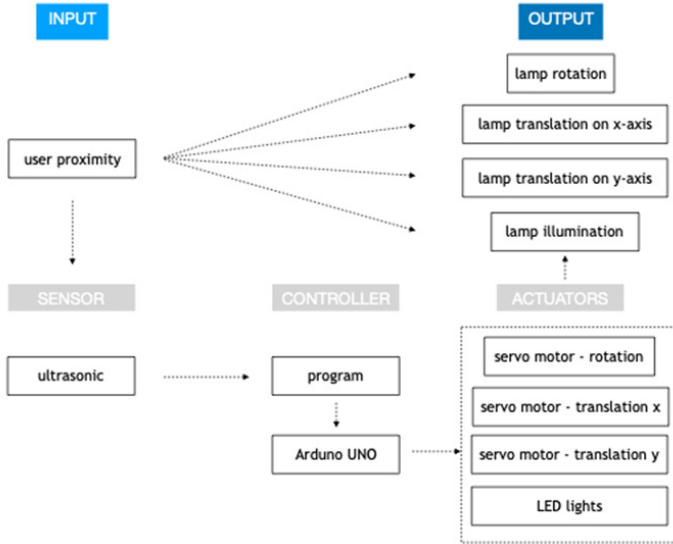 INPUT
OUTPUT
lamp rotation
lamp translation on x-axis
user proximity
lamp translation on y-axis
lamp illumination
SENSOR
CONTROLLER
ACTUATORS
servo motor - rotation
ultrasonic
program
servo motor - translation x
Arduno UNO
servo motor - translation y
LED lights